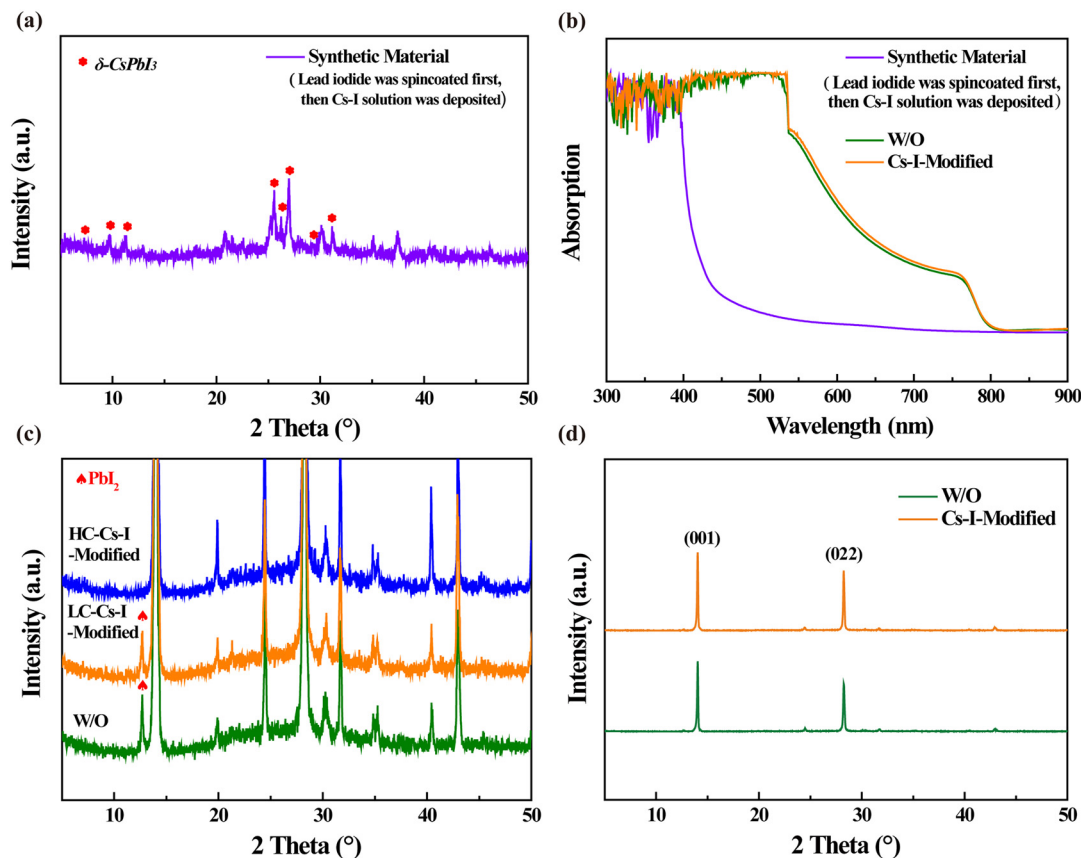 (a)
δ-CsPbI3
Synthetic Material
(Lead iodide was spincoated first,
then Cs-I solution was deposited)
Intensity (a.u.)
10 20 30 40 50
2 Theta (°)
(b)
Synthetic Material
(Lead iodide was spincoated first,
then Cs-I solution was deposited)
W/O
Cs-I-Modified
Absorption
300 400 500 600 700 800 900
Wavelength (nm)
(c)
PbI2
HC-Cs-I
-Modified
LC-Cs-I
-Modified
W/O
Intensity (a.u.)
10 20 30 40 50
2 Theta (°)
(d)
W/O
Cs-I-Modified
(001)
(022)
Intensity (a.u.)
10 20 30 40 50
2 Theta (°)